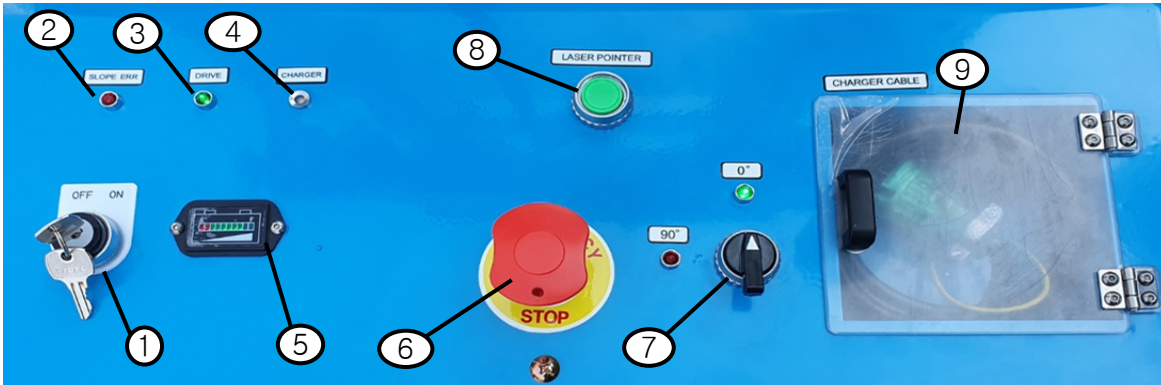 ② ③ ④ ⑧ ⑨
SLOPE ERR DRIVE CHARGER LASER POINTER CHARGER CABLE
OFF ON
0°
90°
STOP
① ⑤ ⑥ ⑦